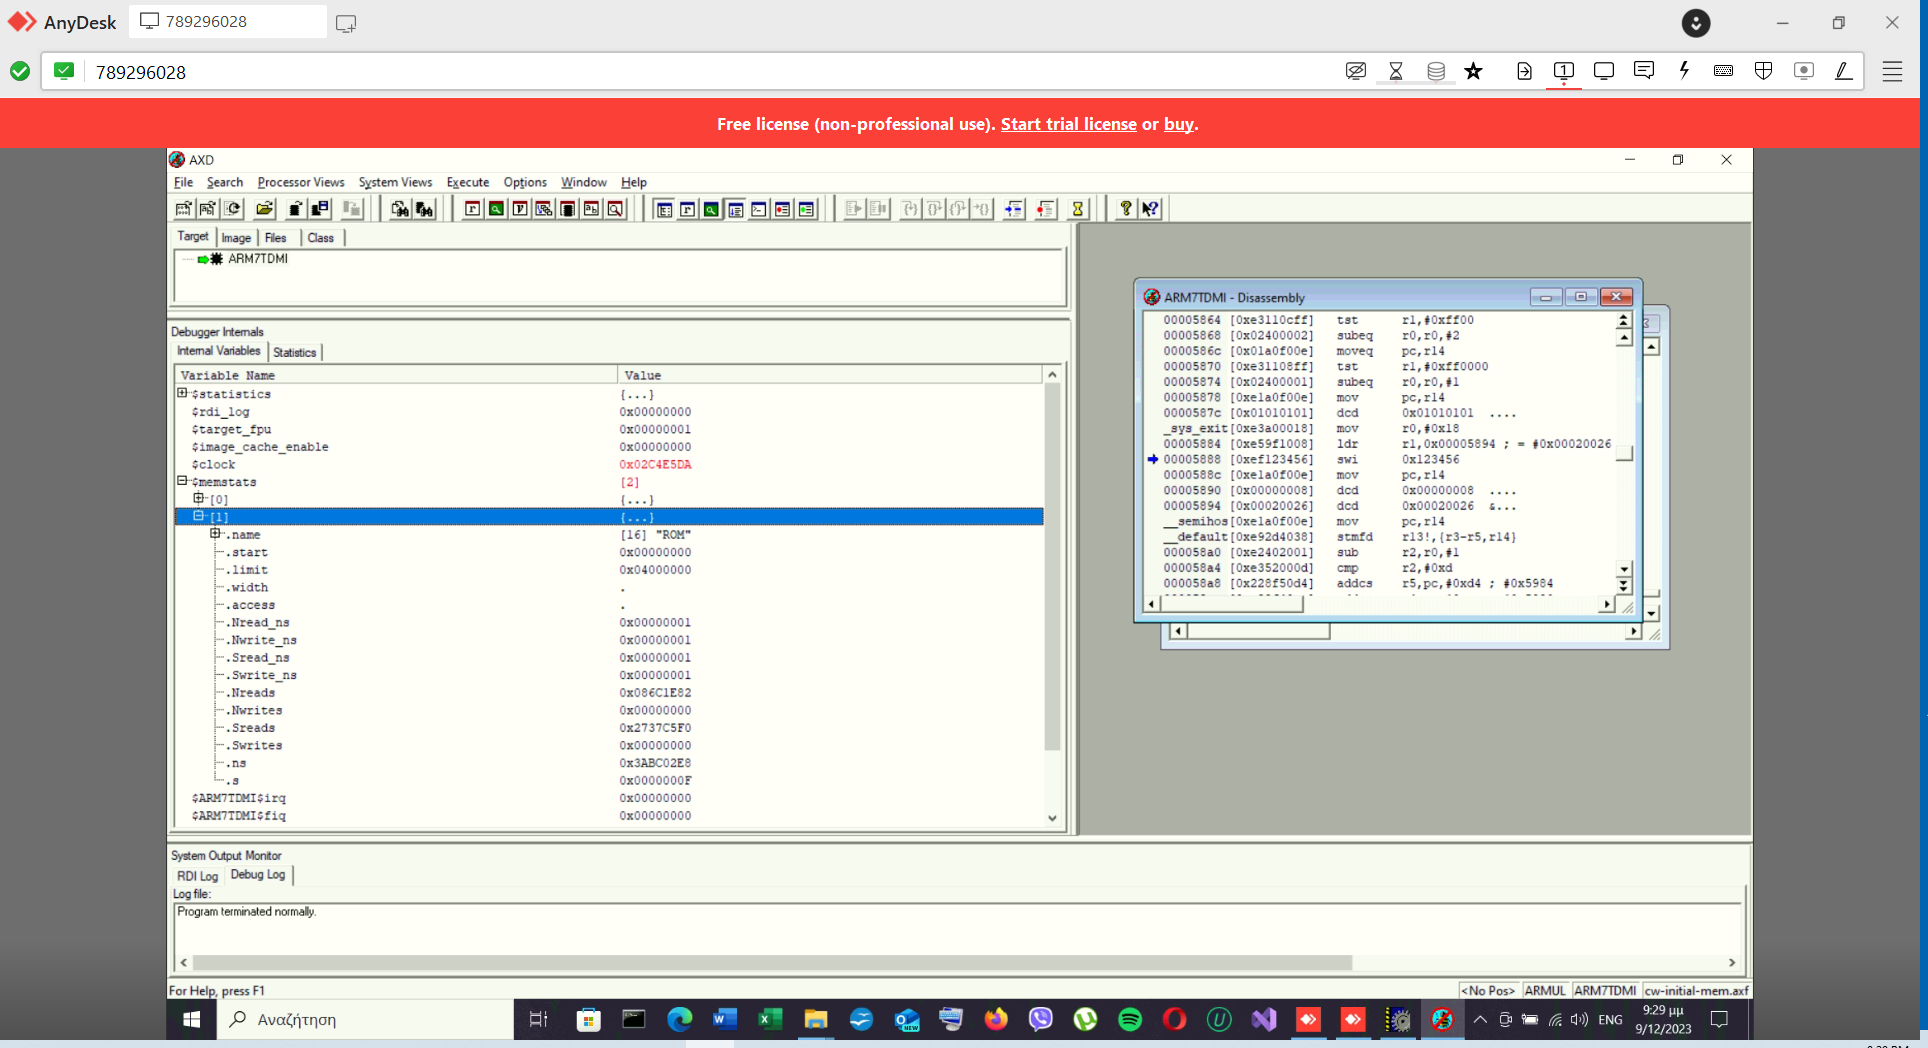 AnyDesk
789296028
789296028
Free license (non-professional use). Start trial license or buy.
AXD
File Search Processor Views System Views Execute Options Window Help
Target Image Files Class
ARM7TDMI
Debugger Internals
Internal Variables Statistics
Variable Name Value
$statistics {...}
$rdi_log 0x00000000
$target_fpu 0x00000001
$image_cache_enable 0x00000000
$clock 0x02C4E5DA
$memstats [2]
[0] {...}
[1] {...}
.name [16] "ROM"
.start 0x00000000
.limit 0x04000000
.width .
.access .
.Nread_ns 0x00000001
.Nwrite_ns 0x00000001
.Sread_ns 0x00000001
.Swrite_ns 0x00000001
.Nreads 0x086C1E82
.Nwrites 0x00000000
.Sreads 0x2737C5F0
.Swrites 0x00000000
.ns 0x3ABC02E8
.s 0x0000000F
$ARM7TDMI$irq 0x00000000
$ARM7TDMI$fiq 0x00000000
ARM7TDMI - Disassembly
00005864 [0xe3110cff] tst r1,#0xff00
00005868 [0x02400002] subeq r0,r0,#2
0000586c [0x01a0f00e] moveq pc,r14
00005870 [0xe31108ff] tst r1,#0xff0000
00005874 [0x02400001] subeq r0,r0,#1
00005878 [0xe1a0f00e] mov pc,r14
0000587c [0x01010101] dcd 0x01010101 ....
_sys_exit[0xe3a00018] mov r0,#0x18
00005884 [0xe59f1008] ldr r1,0x00005894 ; = #0x00020026
00005888 [0xef123456] swi 0x123456
0000588c [0xe1a0f00e] mov pc,r14
00005890 [0x00000008] dcd 0x00000008 ....
00005894 [0x00020026] dcd 0x00020026 &...
__semihos[0xe1a0f00e] mov pc,r14
__default[0xe92d4038] stmfd r13!,{r3-r5,r14}
000058a0 [0xe2402001] sub r2,r0,#1
000058a4 [0xe352000d] cmp r2,#0xd
000058a8 [0x228f50d4] addcs r5,pc,#0xd4 ; #0x5984
System Output Monitor
RDI Log Debug Log
Log file:
Program terminated normally.
For Help, press F1
<No Pos> ARMUL ARM7TDMI cw-initial-mem.axf
Αναζήτηση
ENG
9:29 μμ
9/12/2023